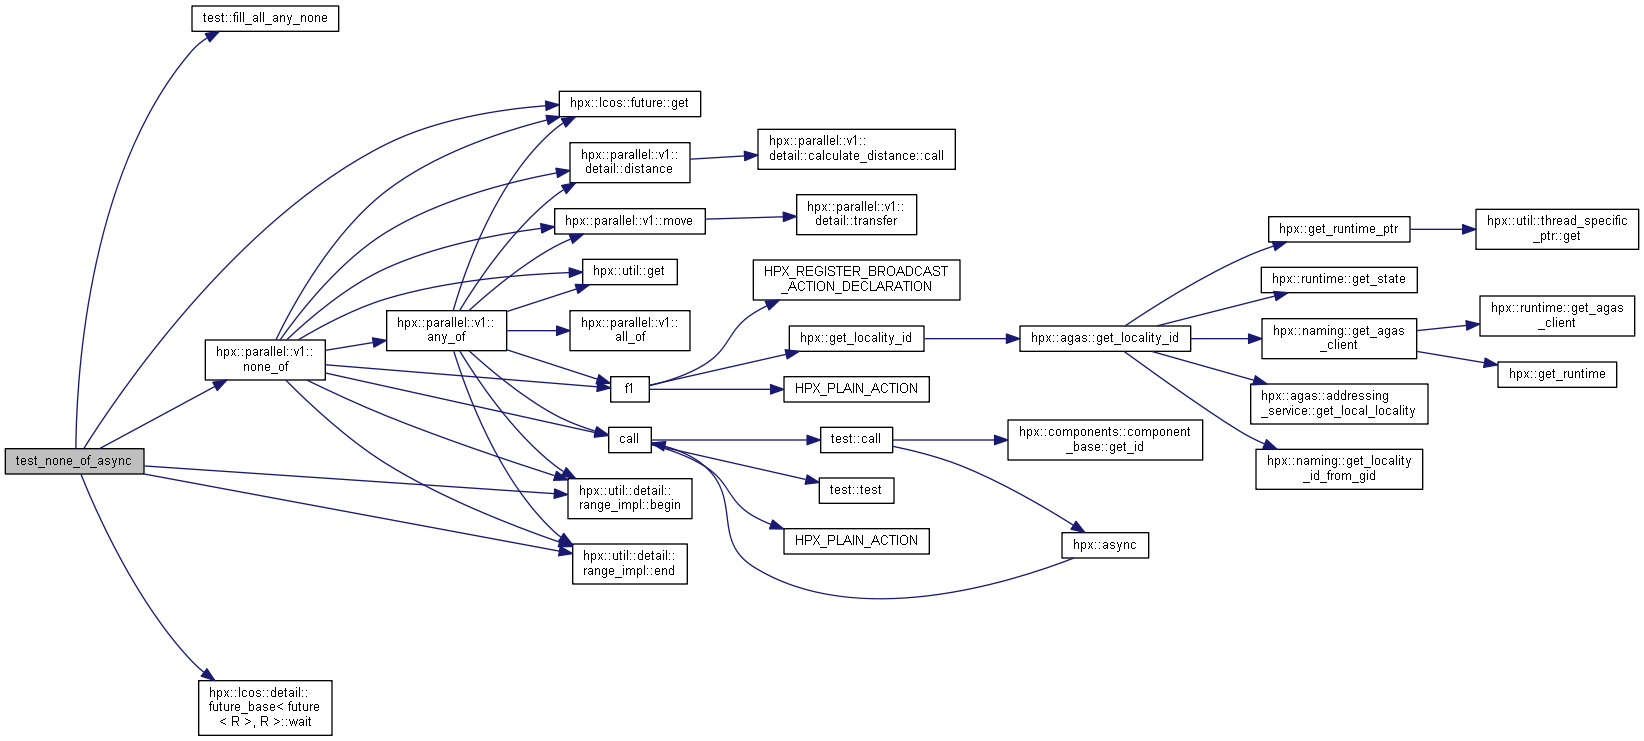 test::fill_all_any_none
hpx::lcos::future::get
hpx::parallel::v1::
detail::distance
hpx::parallel::v1::
detail::calculate_distance::call
hpx::parallel::v1::move
hpx::parallel::v1::
detail::transfer
hpx::util::get
HPX_REGISTER_BROADCAST
_ACTION_DECLARATION
hpx::get_runtime_ptr
hpx::util::thread_specific
_ptr::get
hpx::runtime::get_state
hpx::parallel::v1::
any_of
hpx::parallel::v1::
all_of
hpx::get_locality_id
hpx::agas::get_locality_id
hpx::naming::get_agas
_client
hpx::runtime::get_agas
_client
hpx::parallel::v1::
none_of
f1
HPX_PLAIN_ACTION
hpx::get_runtime
hpx::agas::addressing
_service::get_local_locality
call
test::call
hpx::components::component
_base::get_id
test_none_of_async
hpx::naming::get_locality
_id_from_gid
hpx::util::detail::
range_impl::begin
test::test
HPX_PLAIN_ACTION
hpx::async
hpx::util::detail::
range_impl::end
hpx::lcos::detail::
future_base< future
< R >, R >::wait